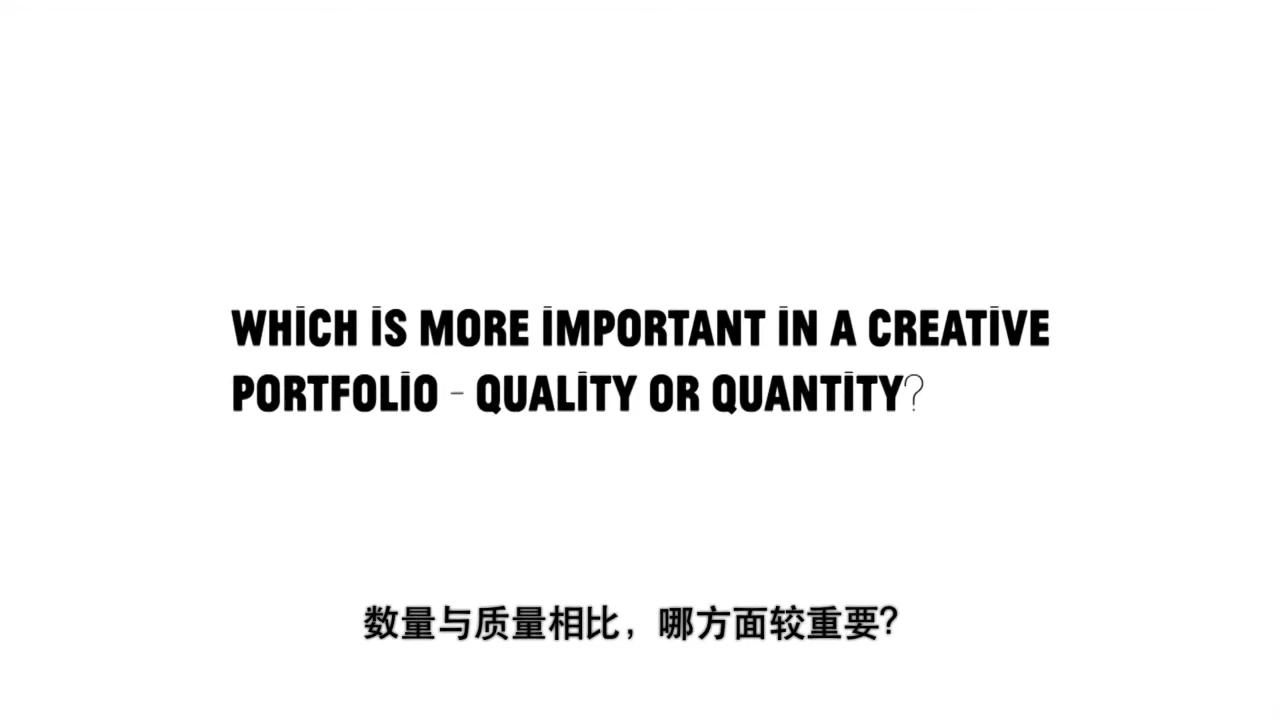 WHICH IS MORE IMPORTANT IN A CREATIVE
PORTFOLIO - QUALITY OR QUANTITY?
数量与质量相比，哪方面较重要？